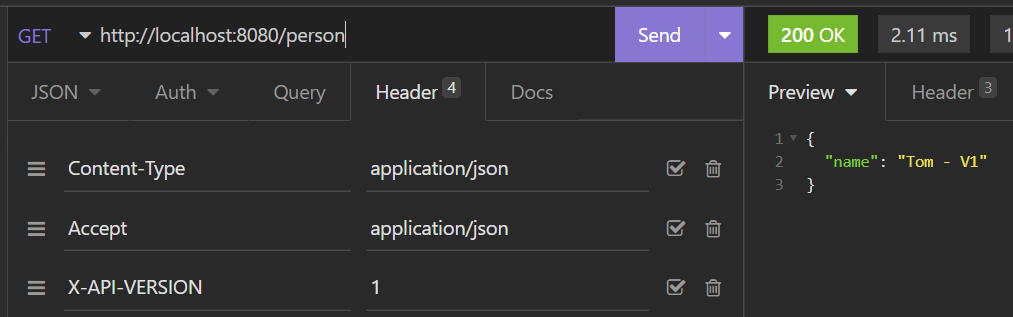 GET http://localhost:8080/person Send 200 OK 2.11 ms 1
JSON Auth Query Header 4 Docs Preview Header 3
1 {
2 "name": "Tom - V1"
3 }
Content-Type application/json
Accept application/json
X-API-VERSION 1